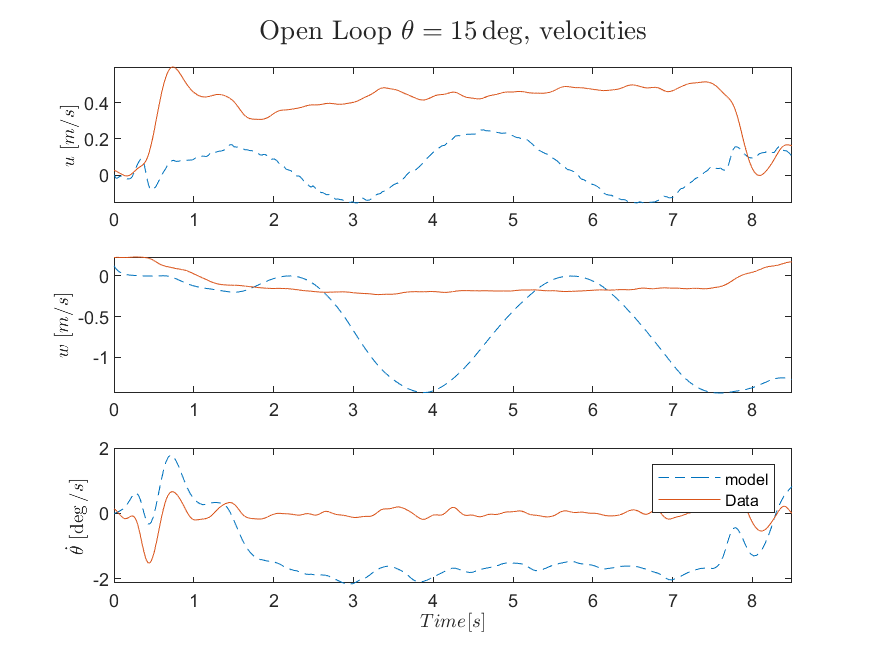 Open Loop θ = 15 deg, velocities
u [m/s]
0.4
0.2
0
0 1 2 3 4 5 6 7 8
w [m/s]
0
-0.5
-1
0 1 2 3 4 5 6 7 8
θ̇ [deg/s]
2
0
-2
model
Data
0 1 2 3 4 5 6 7 8
Time[s]